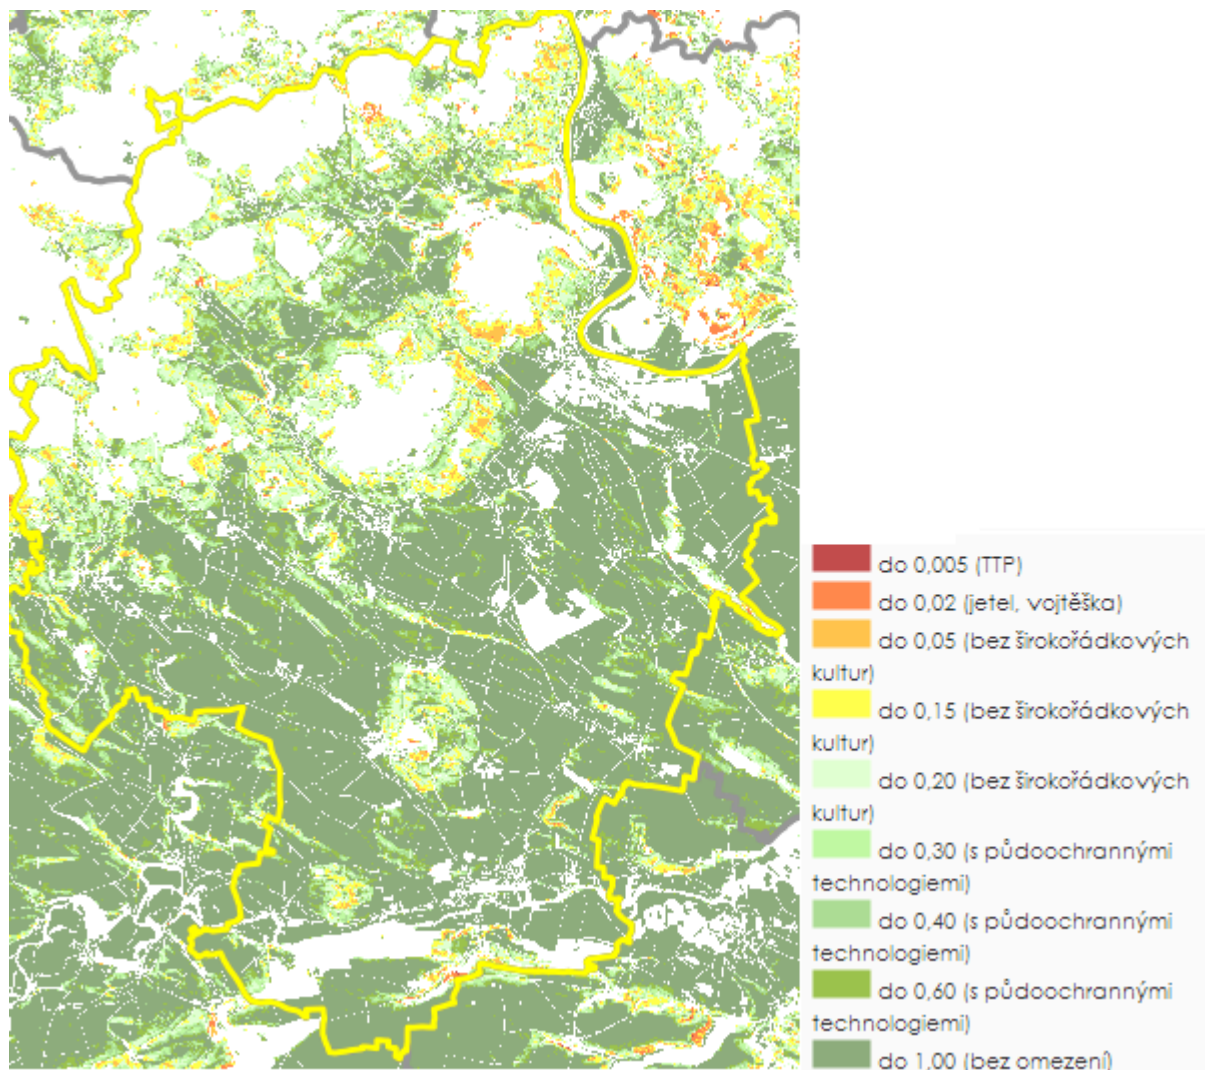 do 0,005 (TTP)
do 0,02 (jetel, vojtěška)
do 0,05 (bez širokořádkových
kultur)
do 0,15 (bez širokořádkových
kultur)
do 0,20 (bez širokořádkových
kultur)
do 0,30 (s půdoochrannými
technologiemi)
do 0,40 (s půdoochrannými
technologiemi)
do 0,60 (s půdoochrannými
technologiemi)
do 1,00 (bez omezení)